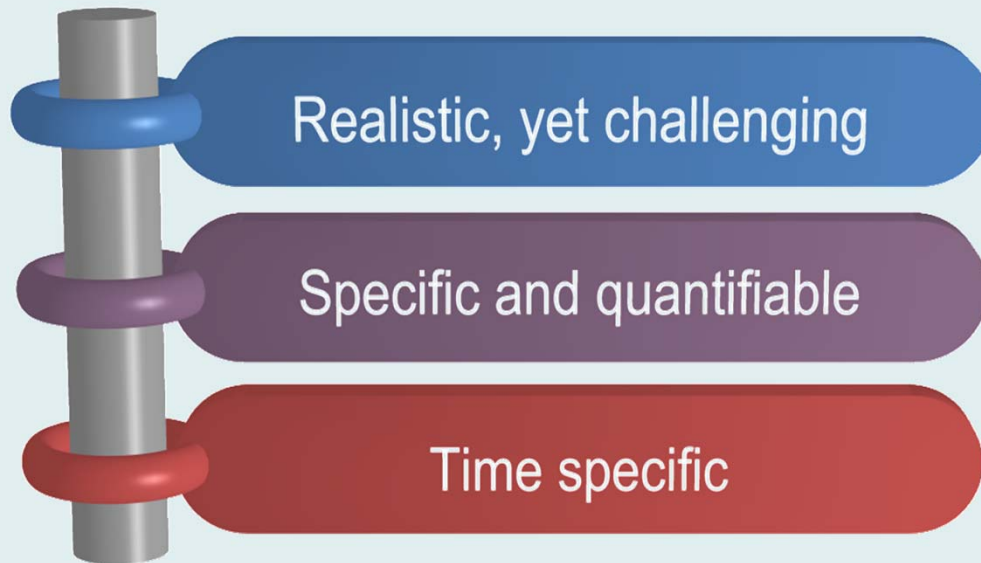 Realistic, yet challenging
Specific and quantifiable
Time specific